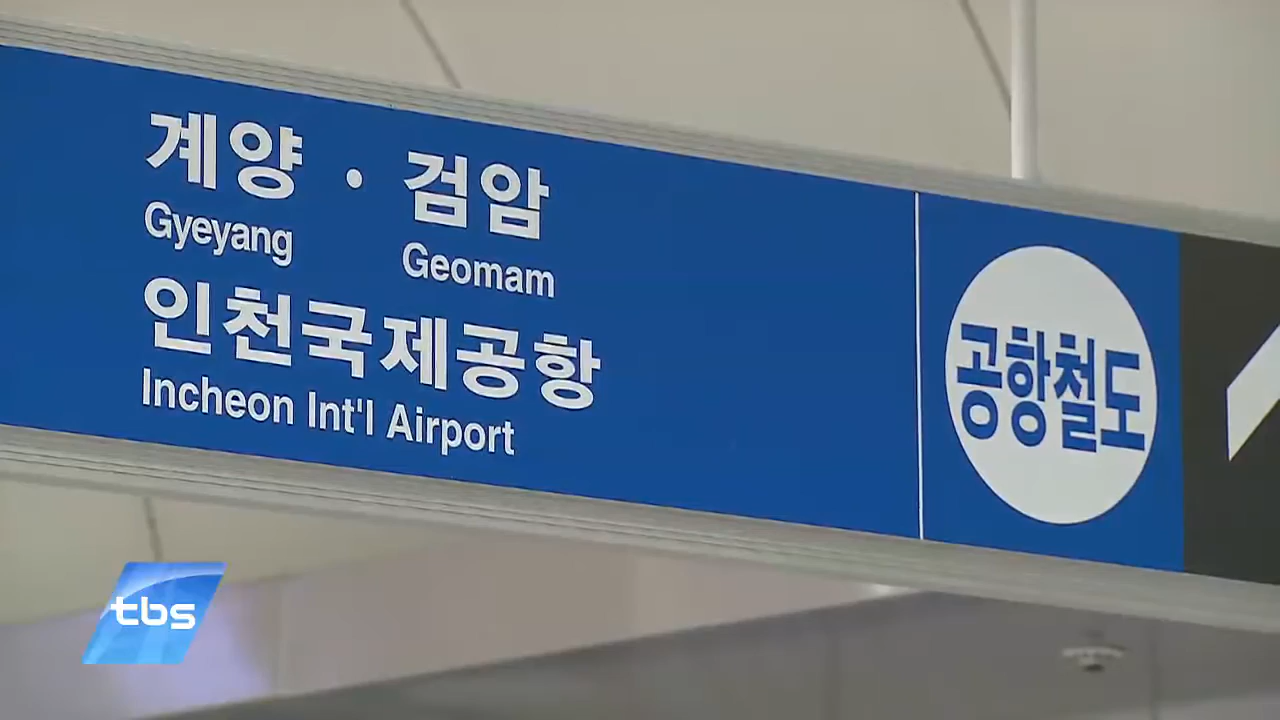 계양 · 검암
Gyeyang Geomam
인천국제공항
Incheon Int'l Airport
공항철도
tbs